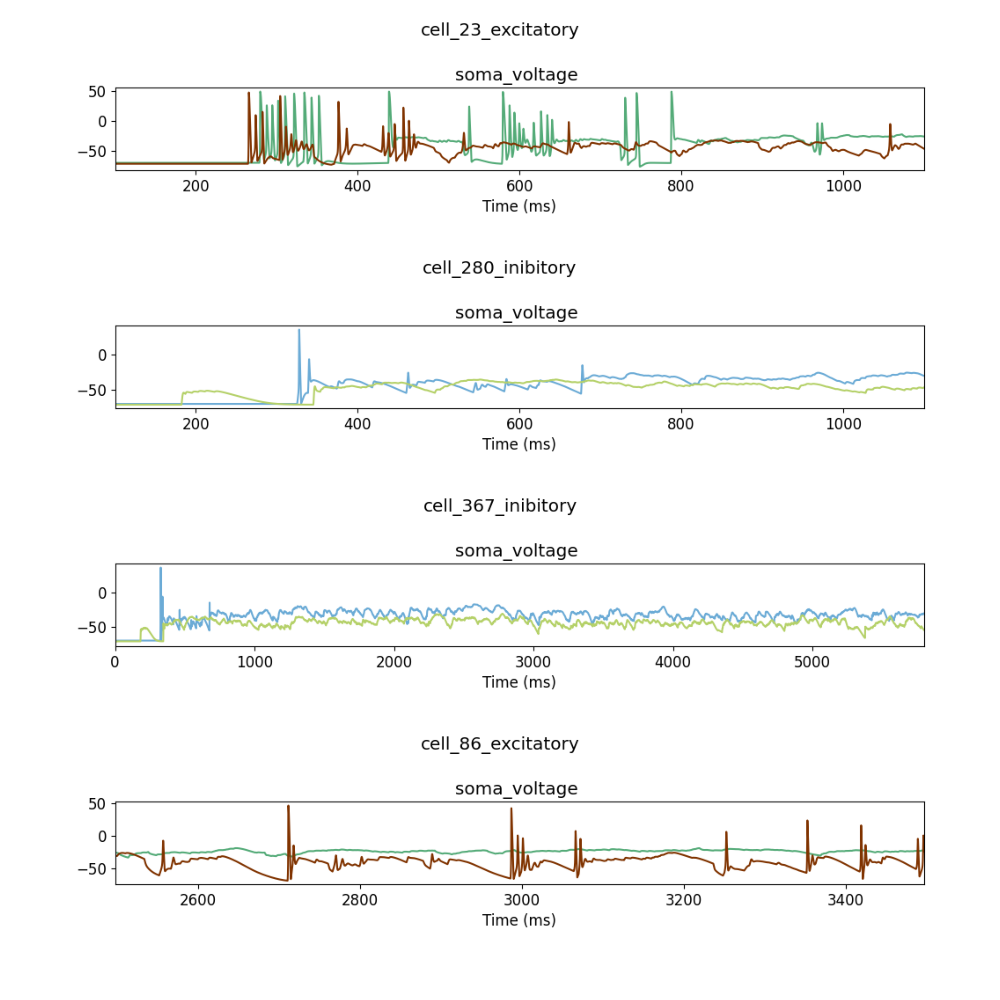 cell_23_excitatory
soma_voltage
50
0
−50
200 400 600 800 1000
Time (ms)
cell_280_inibitory
soma_voltage
0
−50
200 400 600 800 1000
Time (ms)
cell_367_inibitory
soma_voltage
0
−50
0 1000 2000 3000 4000 5000
Time (ms)
cell_86_excitatory
soma_voltage
50
0
−50
2600 2800 3000 3200 3400
Time (ms)